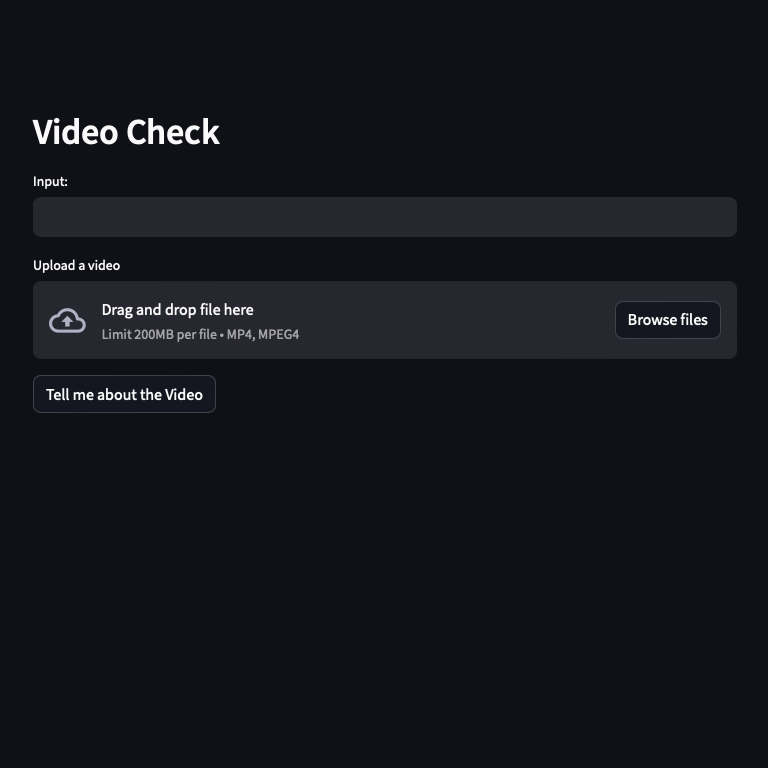 Video Check
Input:
Upload a video
Drag and drop file here
Limit 200MB per file • MP4, MPEG4
Browse files
Tell me about the Video